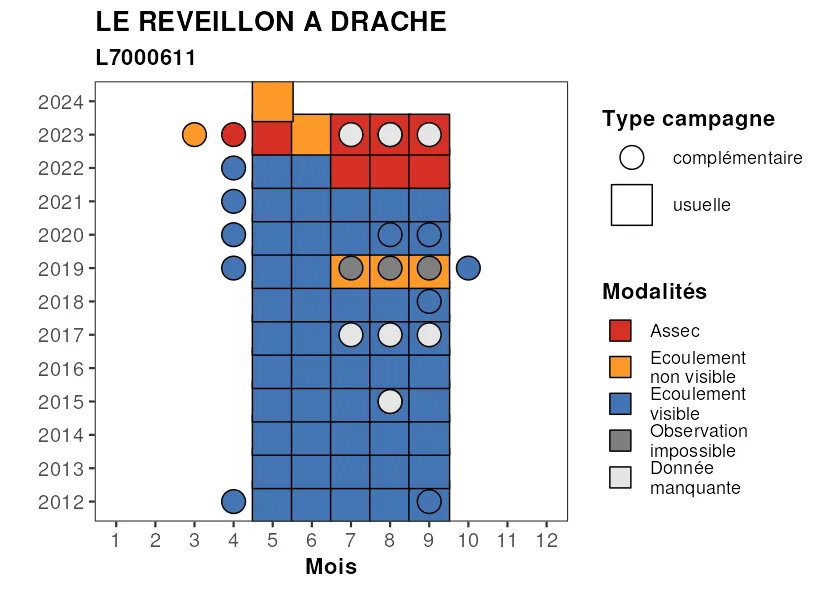 LE REVEILLON A DRACHE
L7000611
2024
2023
2022
2021
2020
2019
2018
2017
2016
2015
2014
2013
2012
1 2 3 4 5 6 7 8 9 10 11 12
Mois
Type campagne
complémentaire
usuelle
Modalités
Assec
Ecoulement
non visible
Ecoulement
visible
Observation
impossible
Donnée
manquante